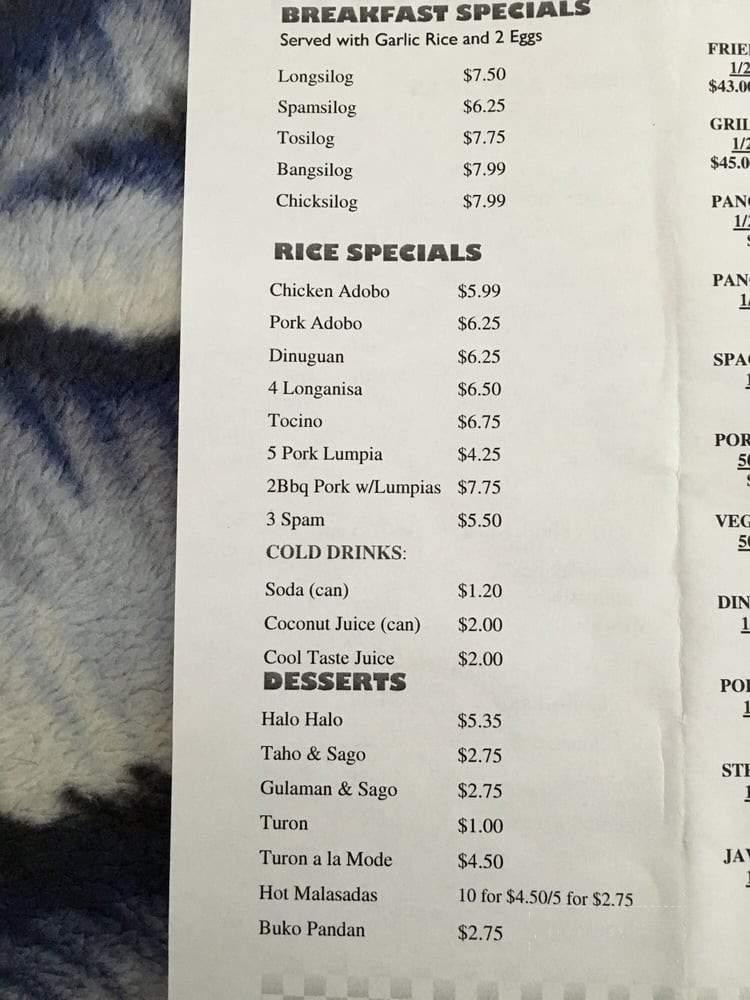 BREAKFAST SPECIALS
Served with Garlic Rice and 2 Eggs
Longsilog $7.50
Spamsilog $6.25
Tosilog $7.75
Bangsilog $7.99
Chicksilog $7.99
RICE SPECIALS
Chicken Adobo $5.99
Pork Adobo $6.25
Dinuguan $6.25
4 Longanisa $6.50
Tocino $6.75
5 Pork Lumpia $4.25
2Bbq Pork w/Lumpias $7.75
3 Spam $5.50
COLD DRINKS:
Soda (can) $1.20
Coconut Juice (can) $2.00
Cool Taste Juice $2.00
DESSERTS
Halo Halo $5.35
Taho & Sago $2.75
Gulaman & Sago $2.75
Turon $1.00
Turon a la Mode $4.50
Hot Malasadas 10 for $4.50/5 for $2.75
Buko Pandan $2.75